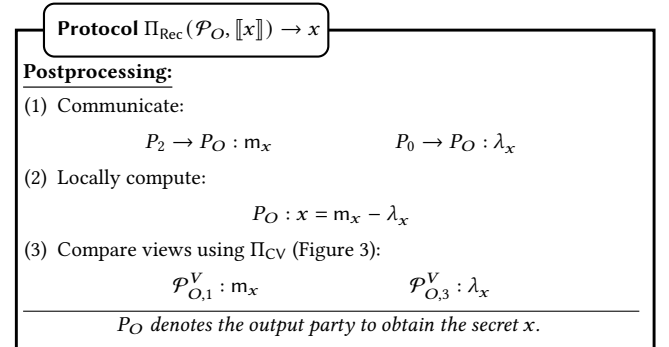 Protocol Π_Rec(𝒫_O, ⟦x⟧) → x
Postprocessing:
(1) Communicate:
P_2 → P_O : m_x    P_0 → P_O : λ_x
(2) Locally compute:
P_O : x = m_x − λ_x
(3) Compare views using Π_CV (Figure 3):
𝒫^V_{O,1} : m_x    𝒫^V_{O,3} : λ_x
P_O denotes the output party to obtain the secret x.